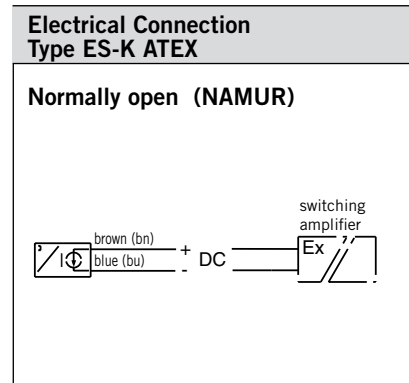 Electrical Connection
Type ES-K ATEX
Normally open (NAMUR)
switching
amplifier
brown (bn)
+
DC
Ex
I
blue (bu)
-